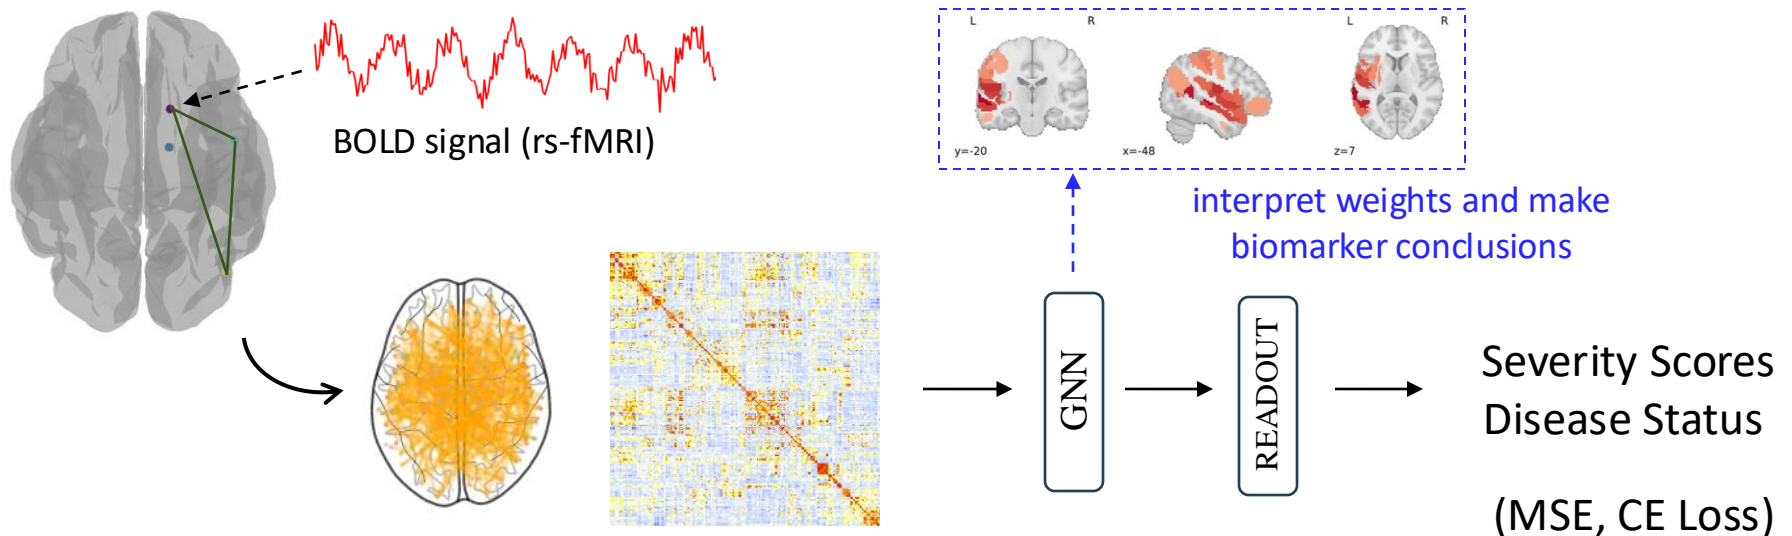 BOLD signal (rs-fMRI)
L R
y=-20
x=-48
L R
z=7
interpret weights and make
biomarker conclusions
GNN
READOUT
Severity Scores
Disease Status
(MSE, CE Loss)